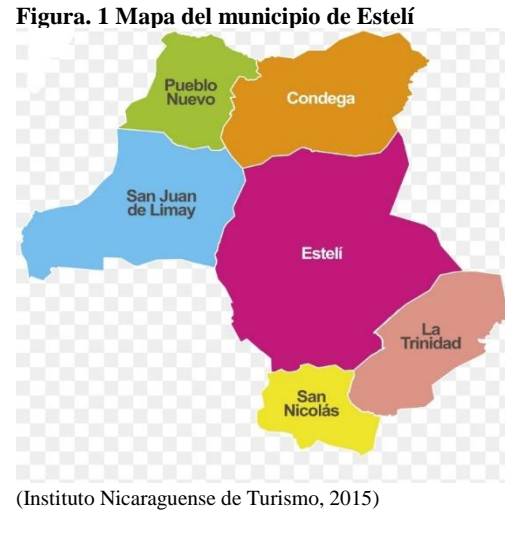 Figura. 1 Mapa del municipio de Estelí
Pueblo
Nuevo
Condega
San Juan
de Limay
Estelí
La
Trinidad
San
Nicolás
(Instituto Nicaraguense de Turismo, 2015)